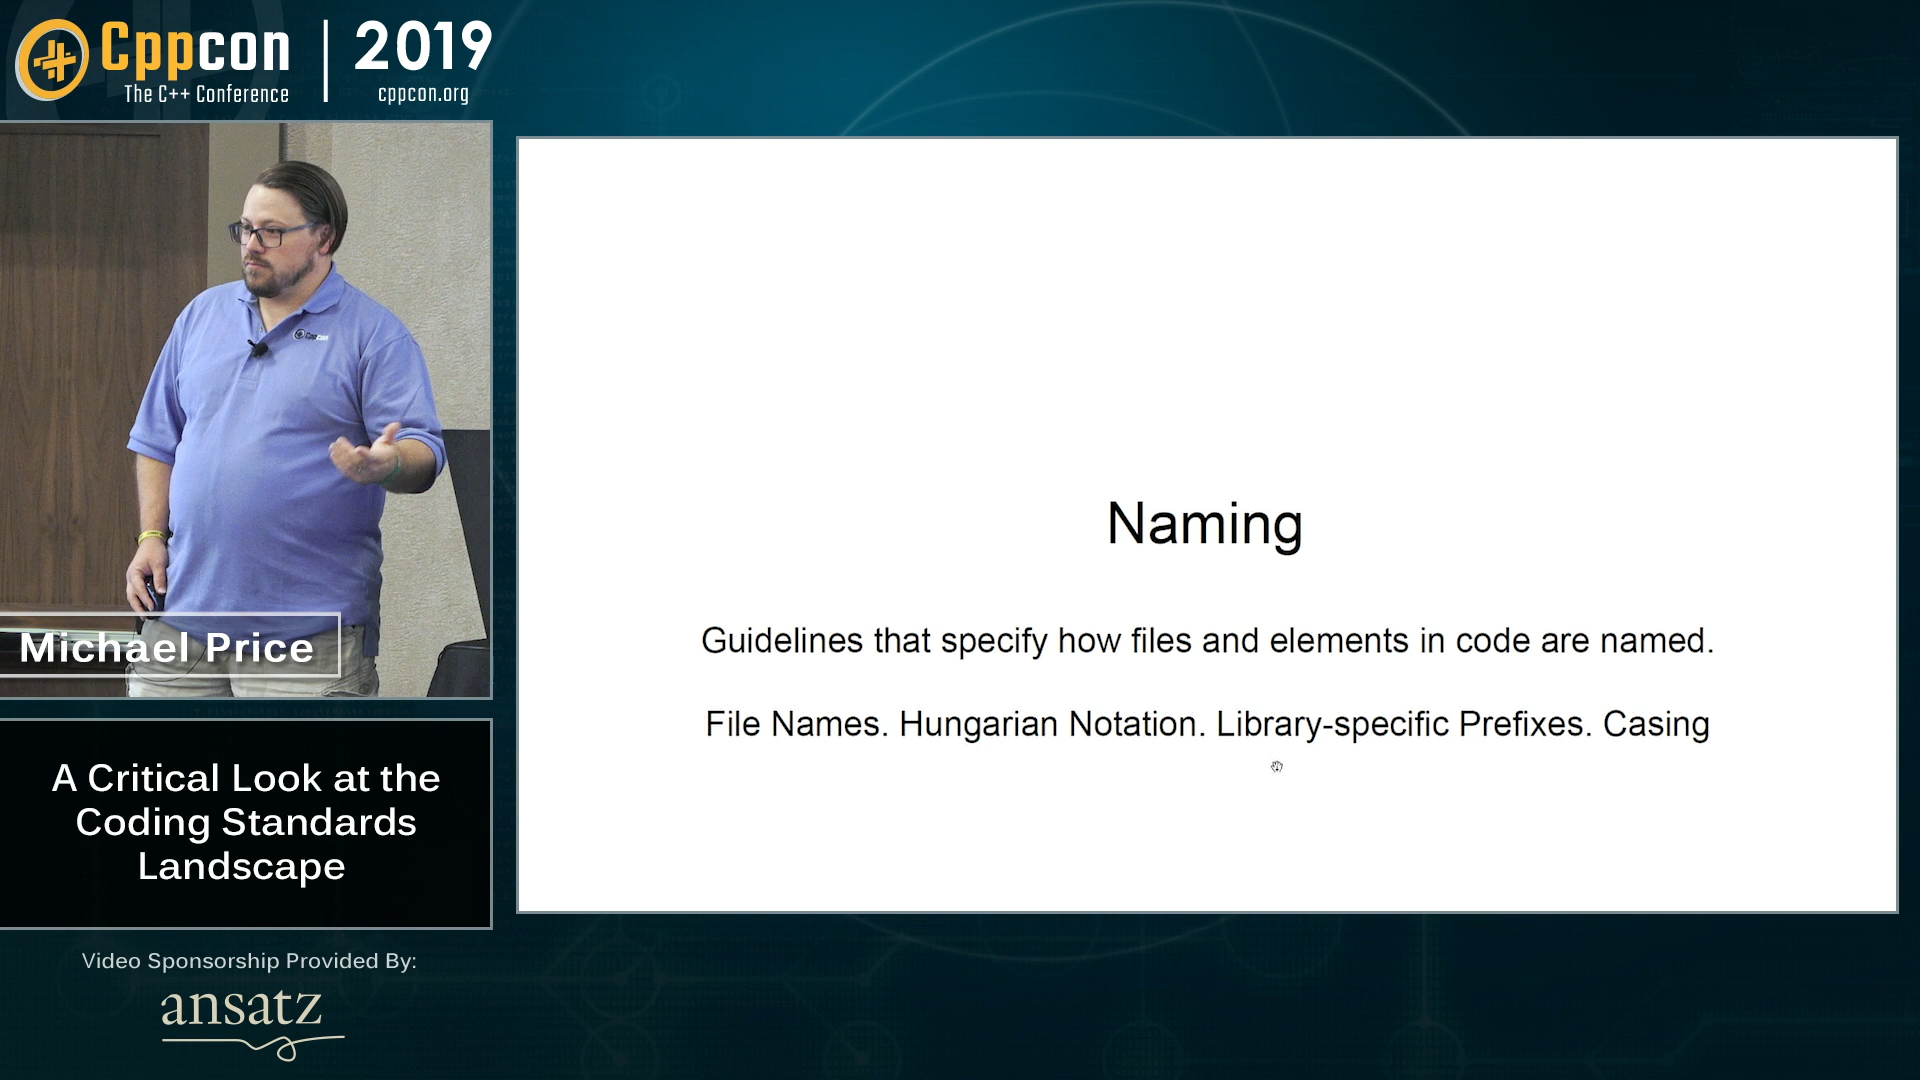 Cppcon
The C++ Conference
2019
cppcon.org
Cppcon
Michael Price
A Critical Look at the
Coding Standards
Landscape
Video Sponsorship Provided By:
ansatz
Naming
Guidelines that specify how files and elements in code are named.
File Names. Hungarian Notation. Library-specific Prefixes. Casing